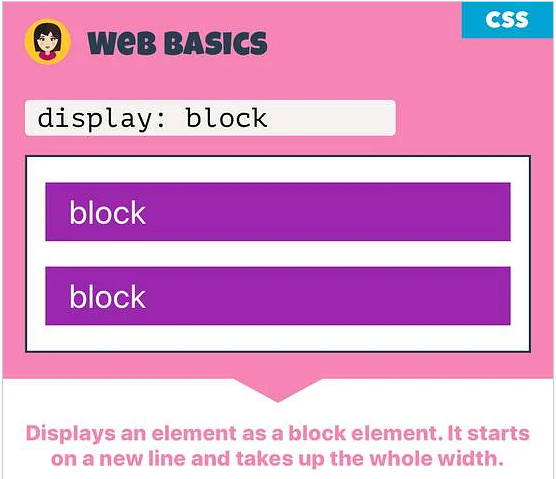 CSS
WeB BASICS
display: block
block
block
Displays an element as a block element. It starts
on a new line and takes up the whole width.